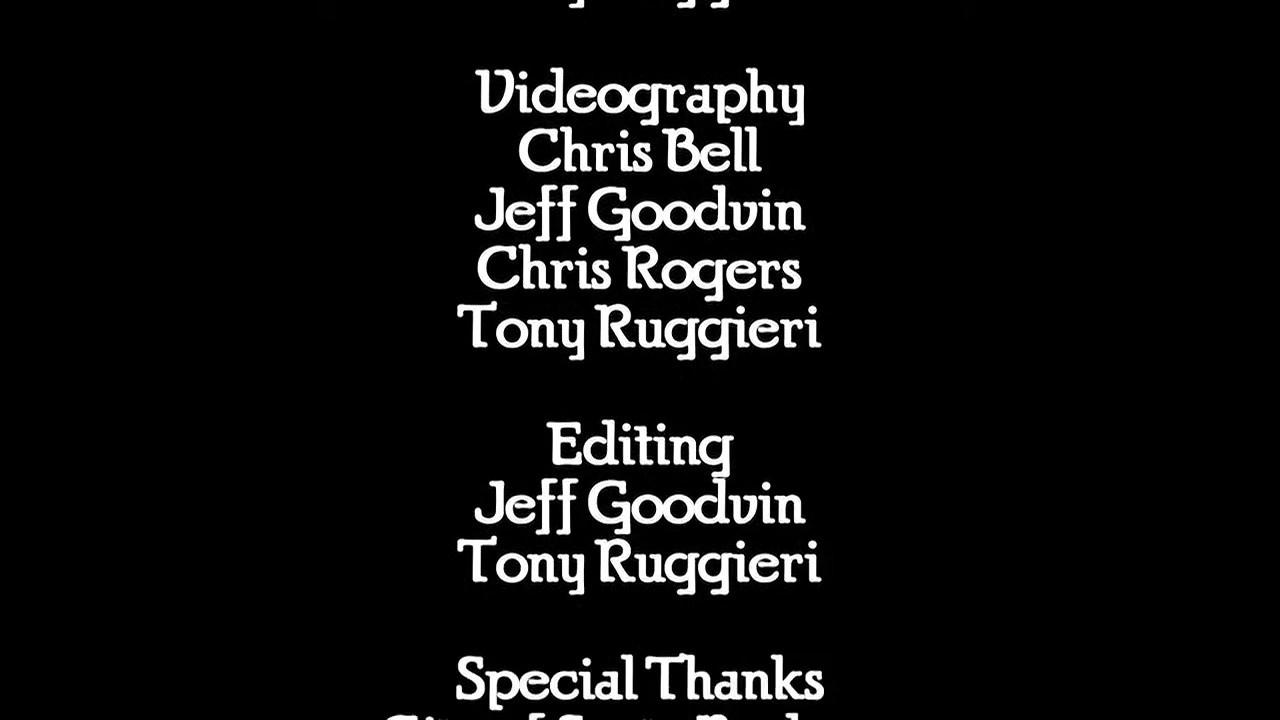 Videography
Chris Bell
Jeff Goodvin
Chris Rogers
Tony Ruggieri
Editing
Jeff Goodvin
Tony Ruggieri
Special Thanks